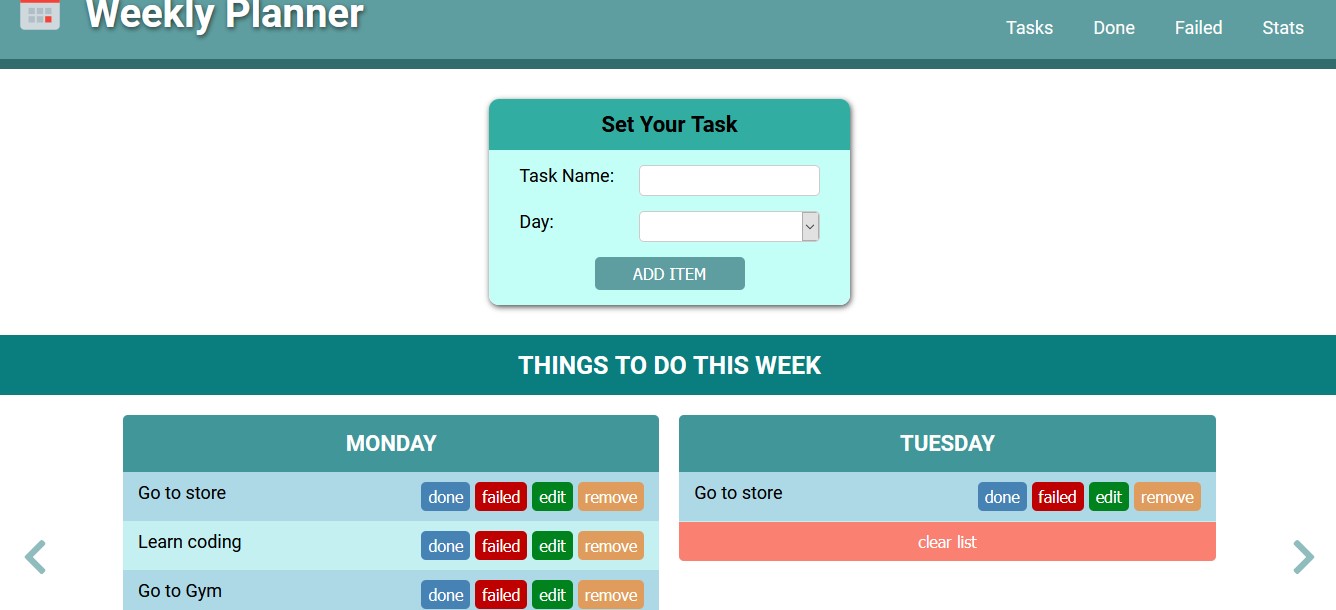 Weekly Planner
Tasks Done Failed Stats
Set Your Task
Task Name:
Day:
ADD ITEM
THINGS TO DO THIS WEEK
MONDAY
Go to store done failed edit remove
Learn coding done failed edit remove
Go to Gym done failed edit remove
TUESDAY
Go to store done failed edit remove
clear list